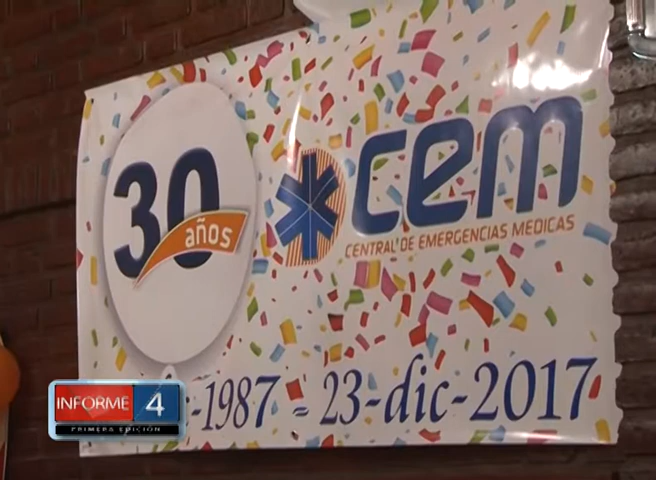 30
años
cem
CENTRAL DE EMERGENCIAS MEDICAS
-1987 = 23-dic-2017
INFORME 4
PRIMERA EDICIÓN